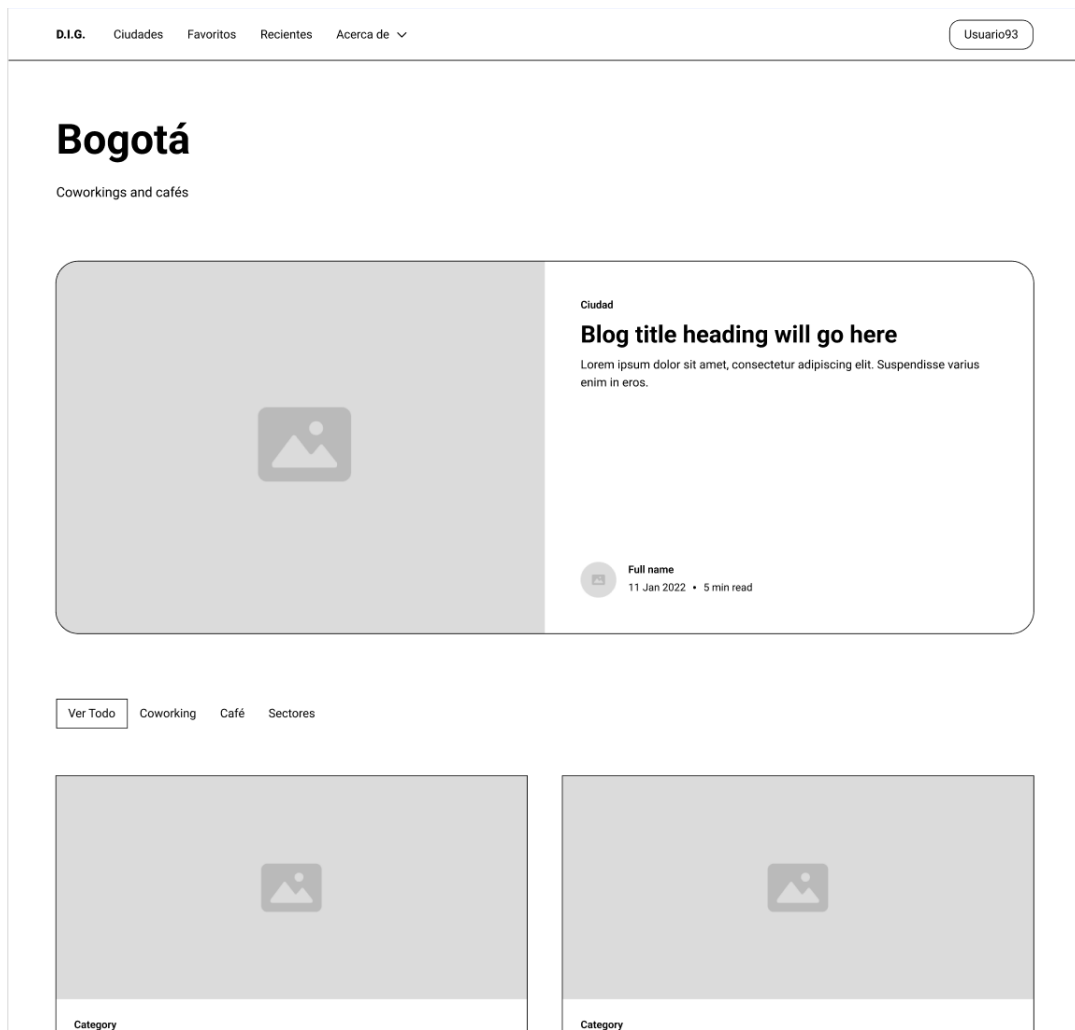 D.I.G. Ciudades Favoritos Recientes Acerca de Usuario93
Bogotá
Coworkings and cafés
Ciudad
Blog title heading will go here
Lorem ipsum dolor sit amet, consectetur adipiscing elit. Suspendisse varius
enim in eros.
Full name
11 Jan 2022 • 5 min read
Ver Todo Coworking Café Sectores
Category Category